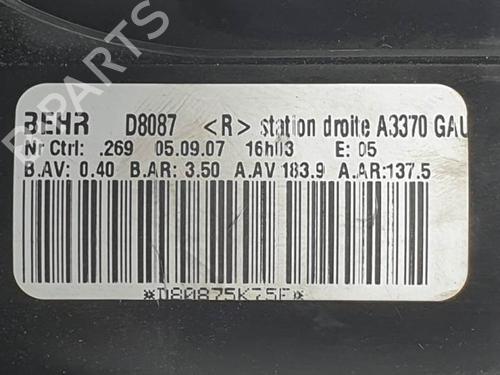 B-PARTS
BEHR D8087 <R> station droite A3370 GAU
Nr Ctrl: .269 05.09.07 16h03 E: 05
B.AV: 0.40 B.AR: 3.50 A.AV 183.9 A.AR:137.5
*D80875K75F*